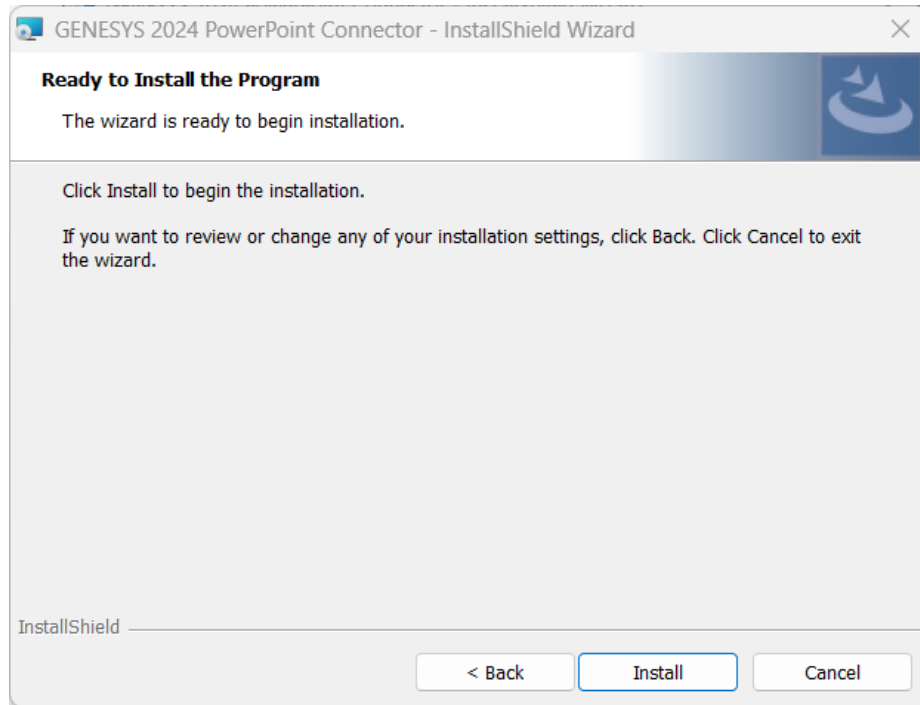 GENESYS 2024 PowerPoint Connector - InstallShield Wizard
Ready to Install the Program
The wizard is ready to begin installation.
Click Install to begin the installation.
If you want to review or change any of your installation settings, click Back. Click Cancel to exit
the wizard.
InstallShield
< Back
Install
Cancel